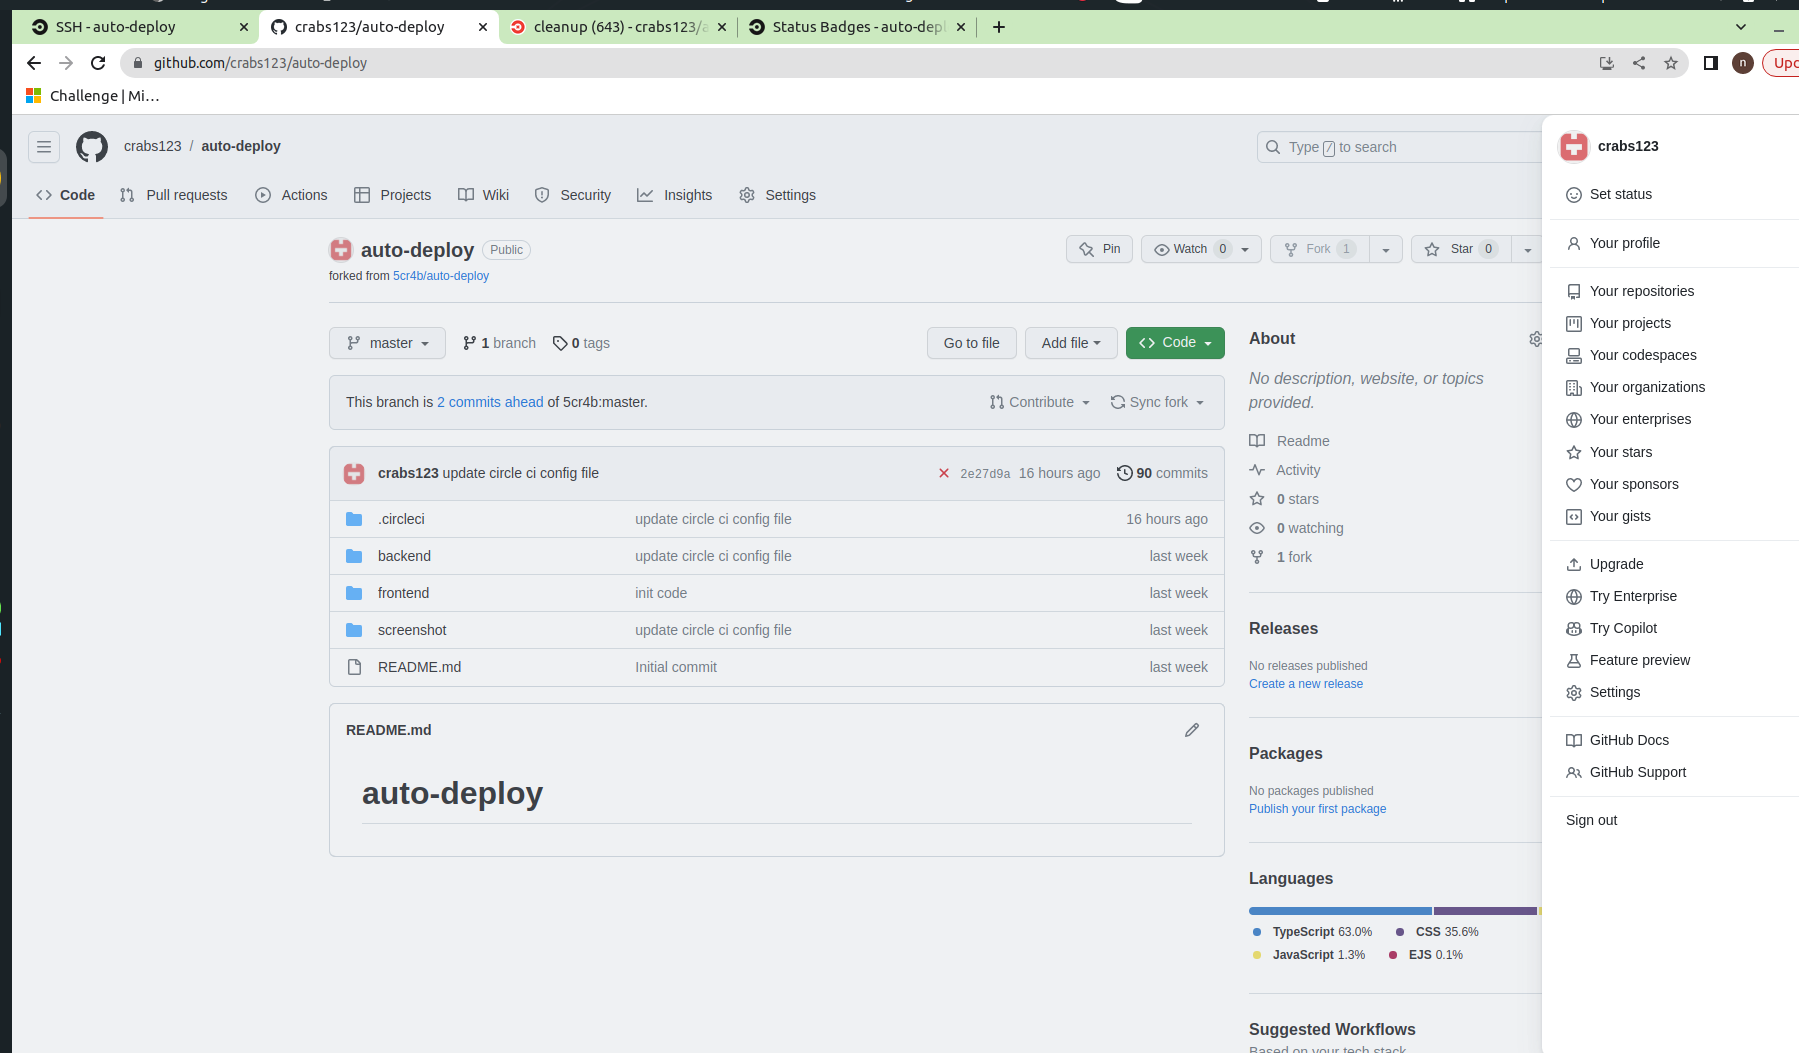 SSH - auto-deploy
crabs123/auto-deploy
cleanup (643) - crabs123/a
Status Badges - auto-depl
github.com/crabs123/auto-deploy
n
Upd
Challenge | Mi...
crabs123 / auto-deploy
Type / to search
Code
Pull requests
Actions
Projects
Wiki
Security
Insights
Settings
auto-deploy Public
forked from 5cr4b/auto-deploy
Pin
Watch 0
Fork 1
Star 0
master
1 branch
0 tags
Go to file
Add file
Code
This branch is 2 commits ahead of 5cr4b:master.
Contribute
Sync fork
crabs123 update circle ci config file
2e27d9a 16 hours ago
90 commits
.circleci update circle ci config file 16 hours ago
backend update circle ci config file last week
frontend init code last week
screenshot update circle ci config file last week
README.md Initial commit last week
README.md
auto-deploy
About
No description, website, or topics
provided.
Readme
Activity
0 stars
0 watching
1 fork
Releases
No releases published
Create a new release
Packages
No packages published
Publish your first package
Languages
TypeScript 63.0%
CSS 35.6%
JavaScript 1.3%
EJS 0.1%
Suggested Workflows
Based on your tech stack
crabs123
Set status
Your profile
Your repositories
Your projects
Your codespaces
Your organizations
Your enterprises
Your stars
Your sponsors
Your gists
Upgrade
Try Enterprise
Try Copilot
Feature preview
Settings
GitHub Docs
GitHub Support
Sign out